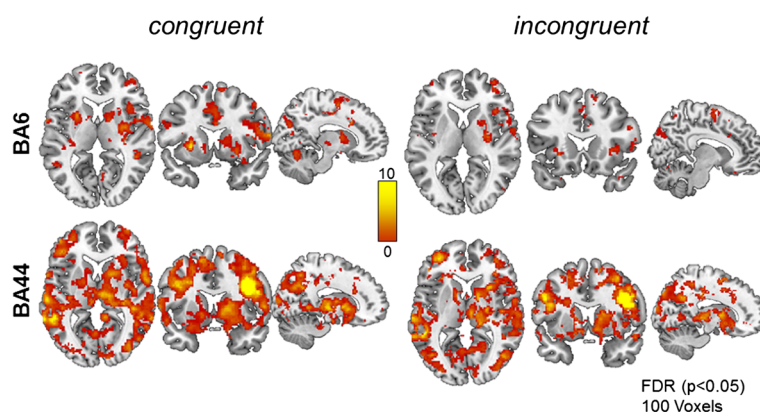 congruent
incongruent
BA6
10
0
BA44
FDR (p<0.05)
100 Voxels